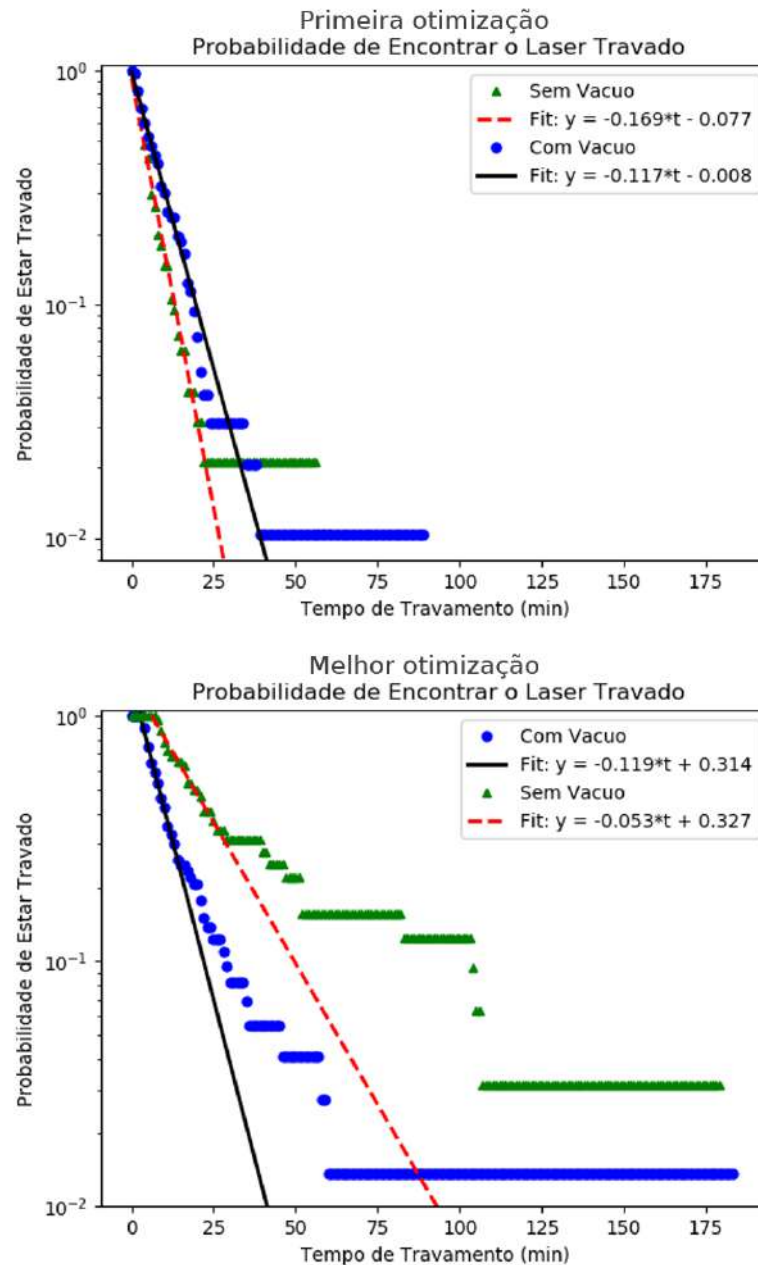 Primeira otimização
Probabilidade de Encontrar o Laser Travado
Probabilidade de Estar Travado
10⁰
10⁻¹
10⁻²
Sem Vacuo
Fit: y = -0.169*t - 0.077
Com Vacuo
Fit: y = -0.117*t - 0.008
0 25 50 75 100 125 150 175
Tempo de Travamento (min)
Melhor otimização
Probabilidade de Encontrar o Laser Travado
Probabilidade de Estar Travado
10⁰
10⁻¹
10⁻²
Com Vacuo
Fit: y = -0.119*t + 0.314
Sem Vacuo
Fit: y = -0.053*t + 0.327
0 25 50 75 100 125 150 175
Tempo de Travamento (min)